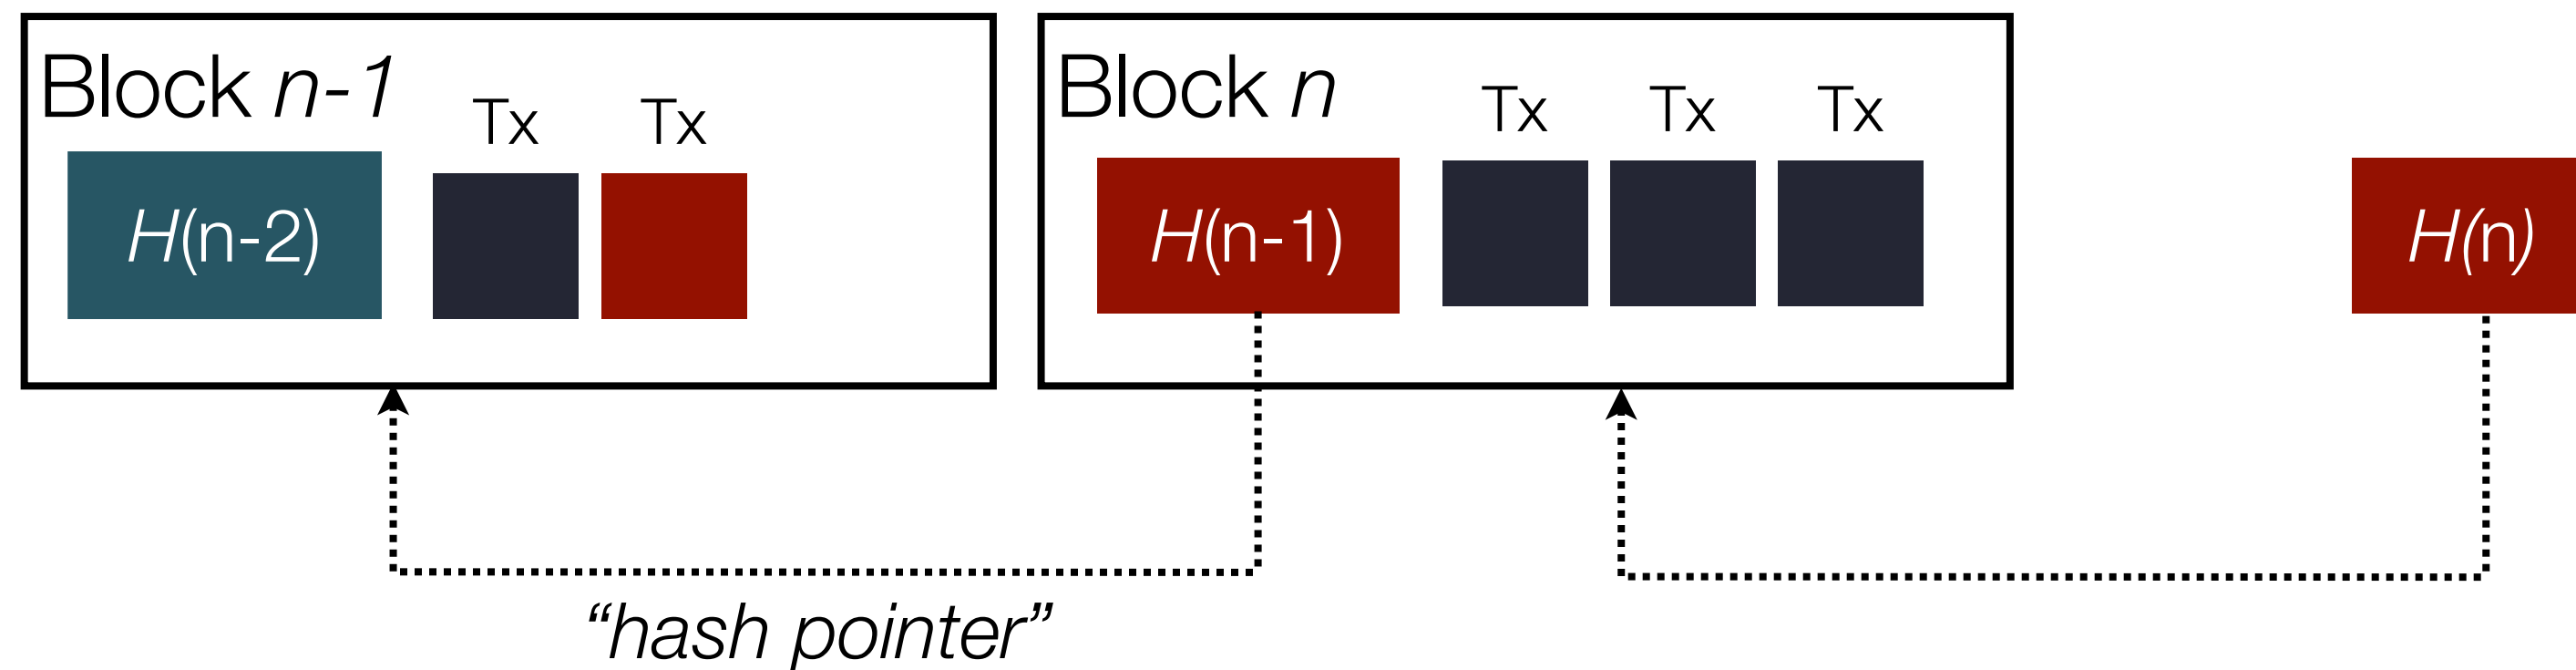 Block n-1
Tx Tx
H(n-2)
Block n
Tx Tx Tx
H(n-1)
H(n)
“hash pointer”